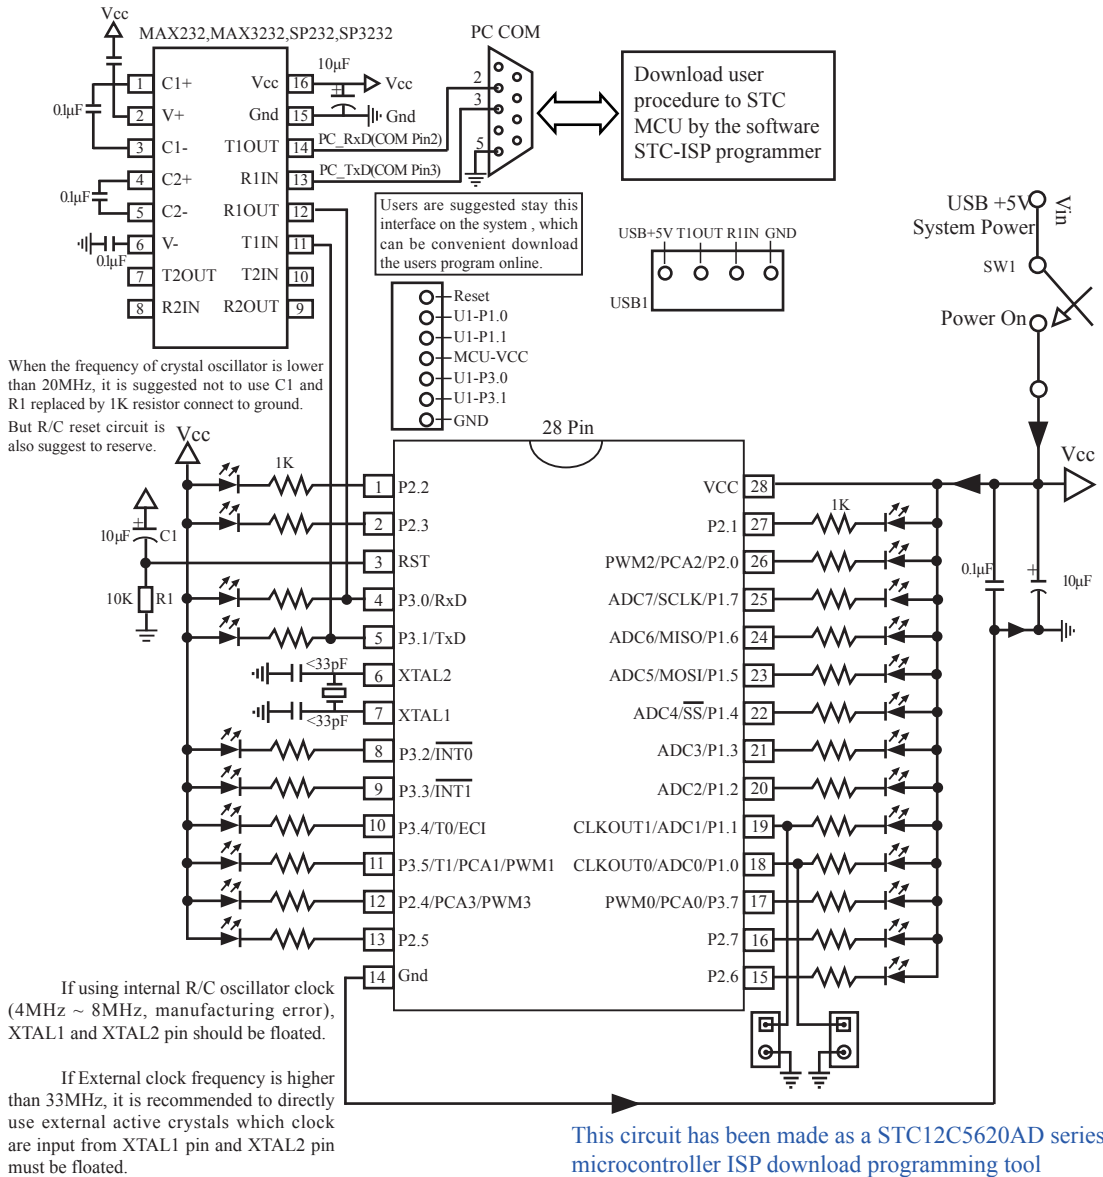 Vcc
MAX232,MAX3232,SP232,SP3232
PC COM
1 C1+
Vcc 16
10µF
Vcc
0.1µF
2 V+
Gnd 15
Gnd
3 C1-
T1OUT 14
PC_RxD(COM Pin2)
4 C2+
R1IN 13
PC_TxD(COM Pin3)
0.1µF
5 C2-
R1OUT 12
6 V-
T1IN 11
0.1µF
7 T2OUT
T2IN 10
8 R2IN
R2OUT 9
2
3
5
Download user
procedure to STC
MCU by the software
STC-ISP programmer
Users are suggested stay this
interface on the system , which
can be convenient download
the users program online.
USB+5V T1OUT R1IN GND
USB1
USB +5V
System Power
Vin
SW1
Power On
Vcc
Reset
U1-P1.0
U1-P1.1
MCU-VCC
U1-P3.0
U1-P3.1
GND
When the frequency of crystal oscillator is lower
than 20MHz, it is suggested not to use C1 and
R1 replaced by 1K resistor connect to ground.
But R/C reset circuit is
also suggest to reserve.
Vcc
28 Pin
1K
1 P2.2
VCC 28
2 P2.3
P2.1 27
1K
10µF C1
3 RST
PWM2/PCA2/P2.0 26
0.1µF
10µF
10K R1
4 P3.0/RxD
ADC7/SCLK/P1.7 25
5 P3.1/TxD
ADC6/MISO/P1.6 24
<33pF
6 XTAL2
ADC5/MOSI/P1.5 23
<33pF
7 XTAL1
ADC4/SS/P1.4 22
8 P3.2/INT0
ADC3/P1.3 21
9 P3.3/INT1
ADC2/P1.2 20
10 P3.4/T0/ECI
CLKOUT1/ADC1/P1.1 19
11 P3.5/T1/PCA1/PWM1
CLKOUT0/ADC0/P1.0 18
12 P2.4/PCA3/PWM3
PWM0/PCA0/P3.7 17
13 P2.5
P2.7 16
14 Gnd
P2.6 15
If using internal R/C oscillator clock
(4MHz ~ 8MHz, manufacturing error),
XTAL1 and XTAL2 pin should be floated.
If External clock frequency is higher
than 33MHz, it is recommended to directly
use external active crystals which clock
are input from XTAL1 pin and XTAL2 pin
must be floated.
This circuit has been made as a STC12C5620AD series
microcontroller ISP download programming tool